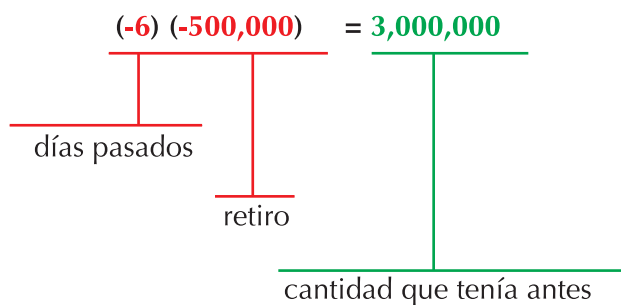 (-6) (-500,000) = 3,000,000
días pasados
retiro
cantidad que tenía antes